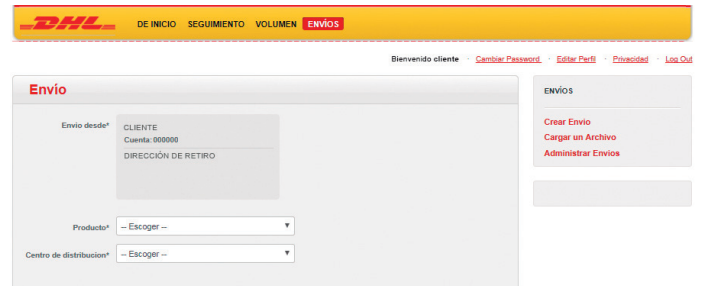 DHL
DE INICIO SEGUIMIENTO VOLUMEN ENVÍOS
Bienvenido cliente · Cambiar Password · Editar Perfil · Privacidad · Log Out
Envío
Envio desde*
CLIENTE
Cuenta: 000000
DIRECCIÓN DE RETIRO
Producto*
-- Escoger --
Centro de distribucion*
-- Escoger --
ENVÍOS
Crear Envio
Cargar un Archivo
Administrar Envios